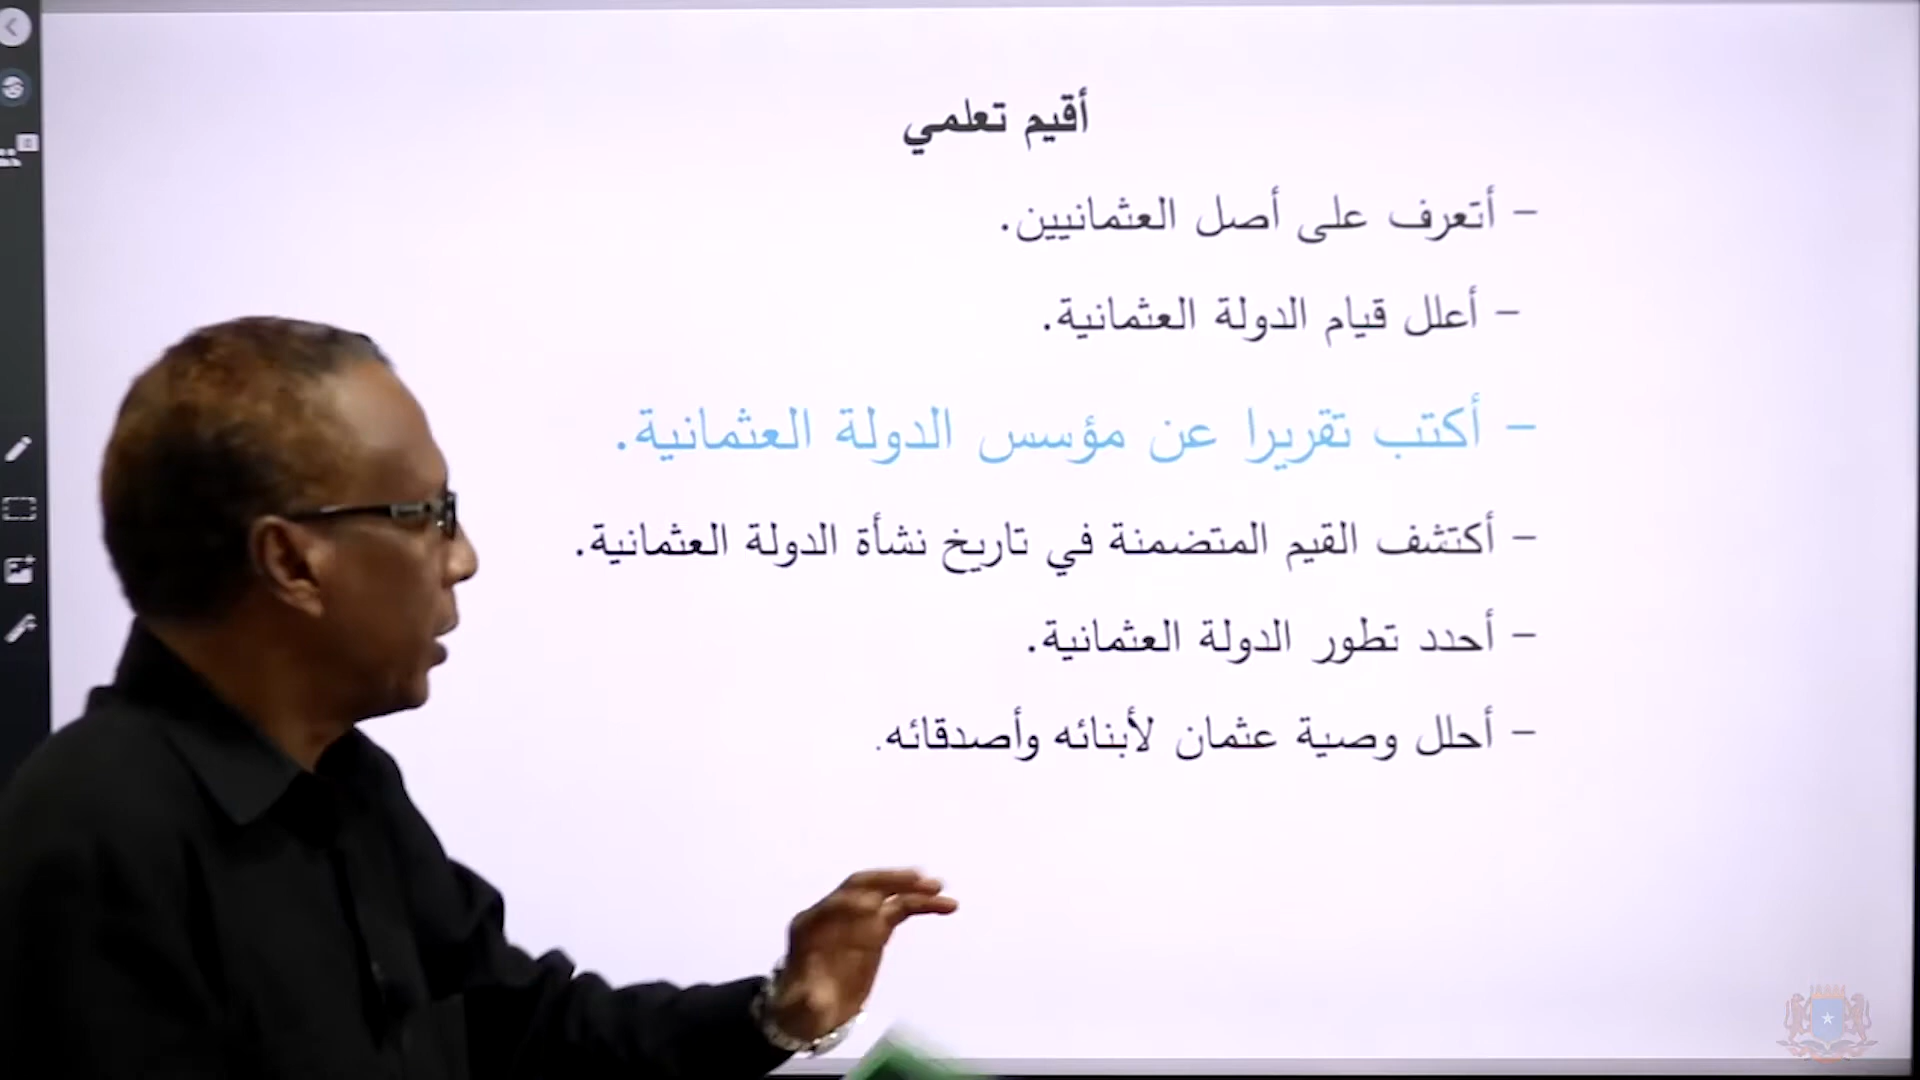 أقيم تعلمي
– أتعرف على أصل العثمانيين.
– أعلل قيام الدولة العثمانية.
– أكتب تقريرا عن مؤسس الدولة العثمانية.
– أكتشف القيم المتضمنة في تاريخ نشأة الدولة العثمانية.
– أحدد تطور الدولة العثمانية.
– أحلل وصية عثمان لأبنائه وأصدقائه.